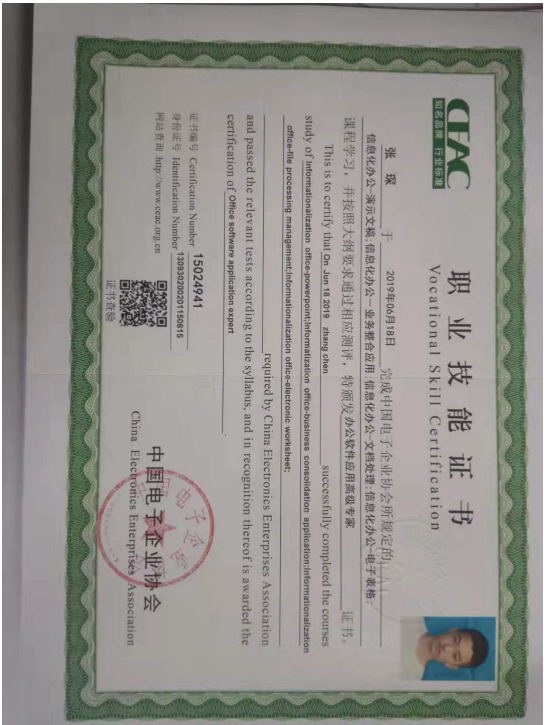 CEAC
知名品牌 行业标准
职业技能证书
Vocational Skill Certification
张琛 于 2019年06月18日 完成中国电子企业协会所规定的
信息化办公-演示文稿;信息化办公-业务整合应用;信息化办公-文档处理;信息化办公-电子表格;
课程学习，并按照大纲要求通过相应测评，特颁发办公软件应用高级专家 证书。
This is to certify that On Jun 18 2019 zhang chen successfully completed the courses
study of Informationalization office-powerpoint;Informatization office-business consolidation application;Informationalization
office-file processing management;Informationalization office-electronic worksheet;
required by China Electronics Enterprises Association
and passed the relevant tests according to the syllabus, and in recognition thereof is awarded the
certification of Office software application expert.
证书编号 Certification Number 15024941
身份证号 Identification Number 130930200201150615
网站查询 http://www.ceac.org.cn
证书查验
中国电子企业协会
China Electronics Enterprises Association